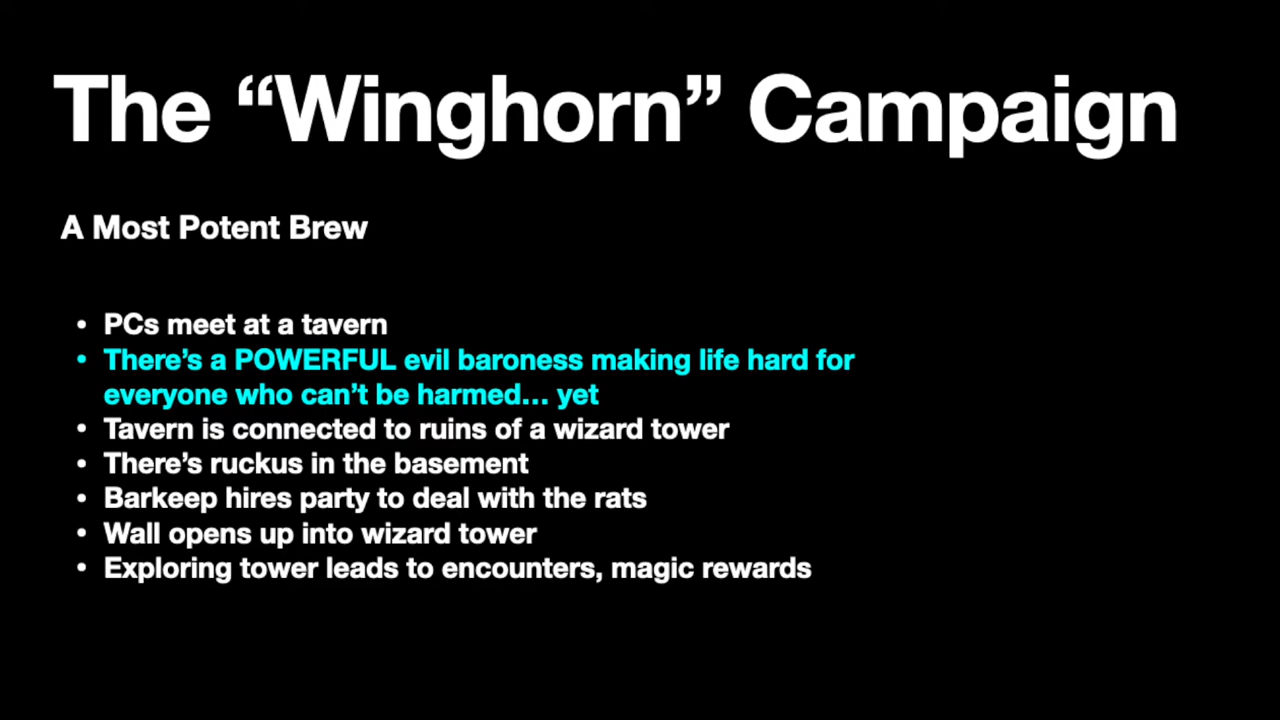 The “Winghorn” Campaign
A Most Potent Brew
• PCs meet at a tavern
• There’s a POWERFUL evil baroness making life hard for
everyone who can’t be harmed… yet
• Tavern is connected to ruins of a wizard tower
• There’s ruckus in the basement
• Barkeep hires party to deal with the rats
• Wall opens up into wizard tower
• Exploring tower leads to encounters, magic rewards